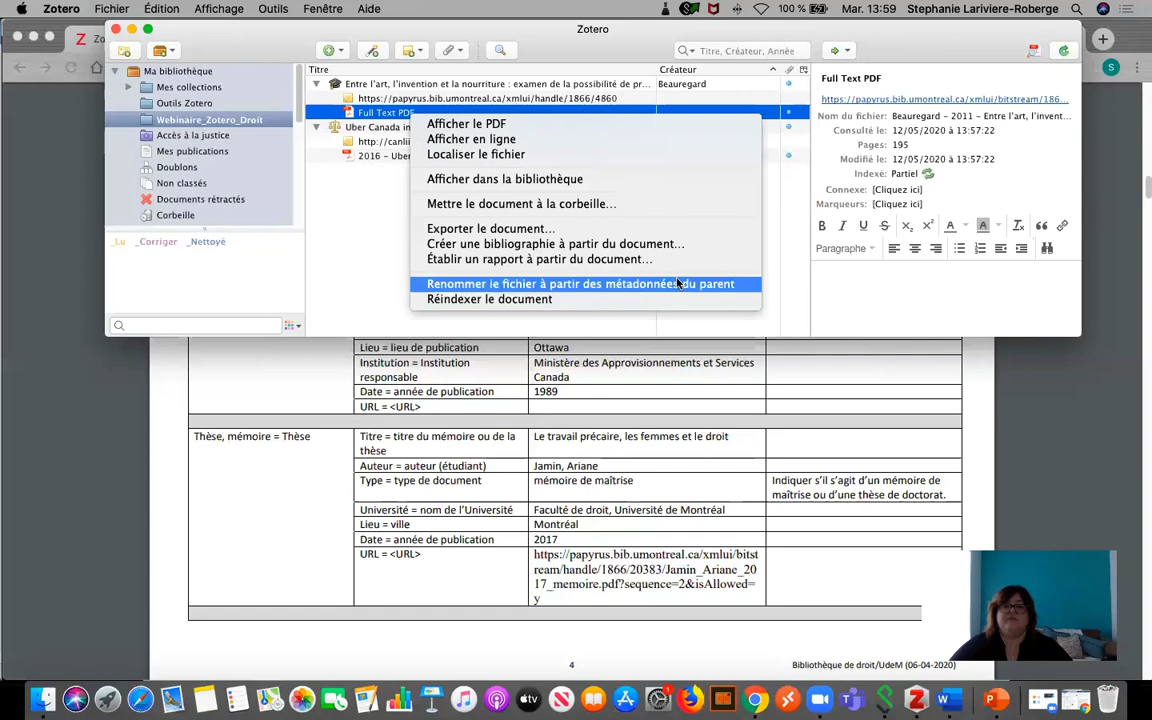 Zotero Fichier Édition Affichage Outils Fenêtre Aide 100 % Mar. 13:59 Stephanie Lariviere-Roberge
Zotero
Titre, Créateur, Année
Ma bibliothèque
Mes collections
Outils Zotero
Webinaire_Zotero_Droit
Accès à la justice
Mes publications
Doublons
Non classés
Documents rétractés
Corbeille
_Lu _Corriger _Nettoyé
Titre Créateur
Entre l'art, l'invention et la nourriture : examen de la possibilité de pr... Beauregard
https://papyrus.bib.umontreal.ca/xmlui/handle/1866/4860
Full Text PDF
Uber Canada in
http://canlii
2016 - Uber
Afficher le PDF
Afficher en ligne
Localiser le fichier
Afficher dans la bibliothèque
Mettre le document à la corbeille...
Exporter le document...
Créer une bibliographie à partir du document...
Établir un rapport à partir du document...
Renommer le fichier à partir des métadonnées du parent
Réindexer le document
Full Text PDF
https://papyrus.bib.umontreal.ca/xmlui/bitstream/186...
Nom du fichier: Beauregard - 2011 - Entre l'art, l'invent...
Consulté le: 12/05/2020 à 13:57:22
Pages: 195
Modifié le: 12/05/2020 à 13:57:22
Indexé: Partiel
Connexe: [Cliquez ici]
Marqueurs: [Cliquez ici]
Paragraphe
Lieu = lieu de publication Ottawa
Institution = Institution Ministère des Approvisionnements et Services
responsable Canada
Date = année de publication 1989
URL = <URL>
Thèse, mémoire = Thèse Titre = titre du mémoire ou de la Le travail précaire, les femmes et le droit
thèse
Auteur = auteur (étudiant) Jamin, Ariane
Type = type de document mémoire de maîtrise Indiquer s'il s'agit d'un mémoire de
maîtrise ou d'une thèse de doctorat.
Université = nom de l'Université Faculté de droit, Université de Montréal
Lieu = ville Montréal
Date = année de publication 2017
URL = <URL> https://papyrus.bib.umontreal.ca/xmlui/bitst
ream/handle/1866/20383/Jamin_Ariane_20
17_memoire.pdf?sequence=2&isAllowed=
y
4 Bibliothèque de droit/UdeM (06-04-2020)